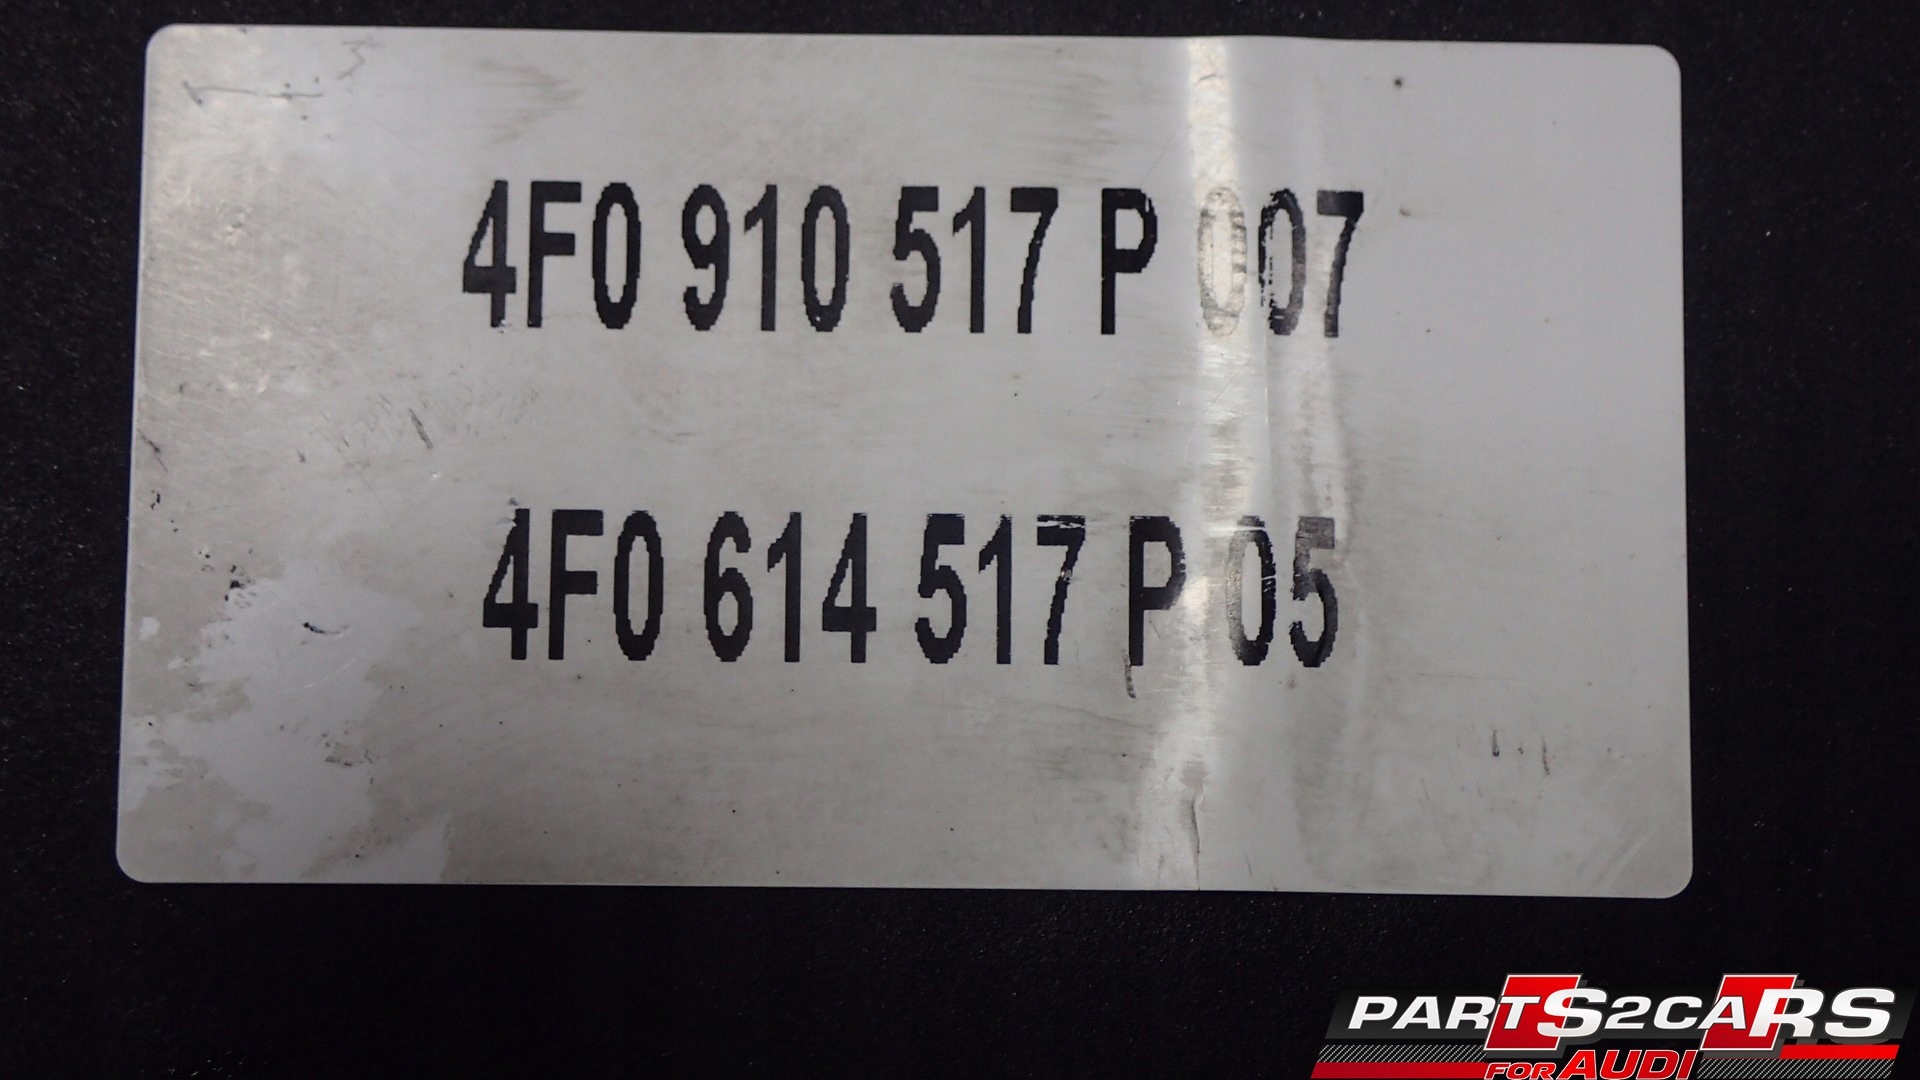 4F0 910 517 P 007
4F0 614 517 P 05
PARTS2CARS
FOR AUDI